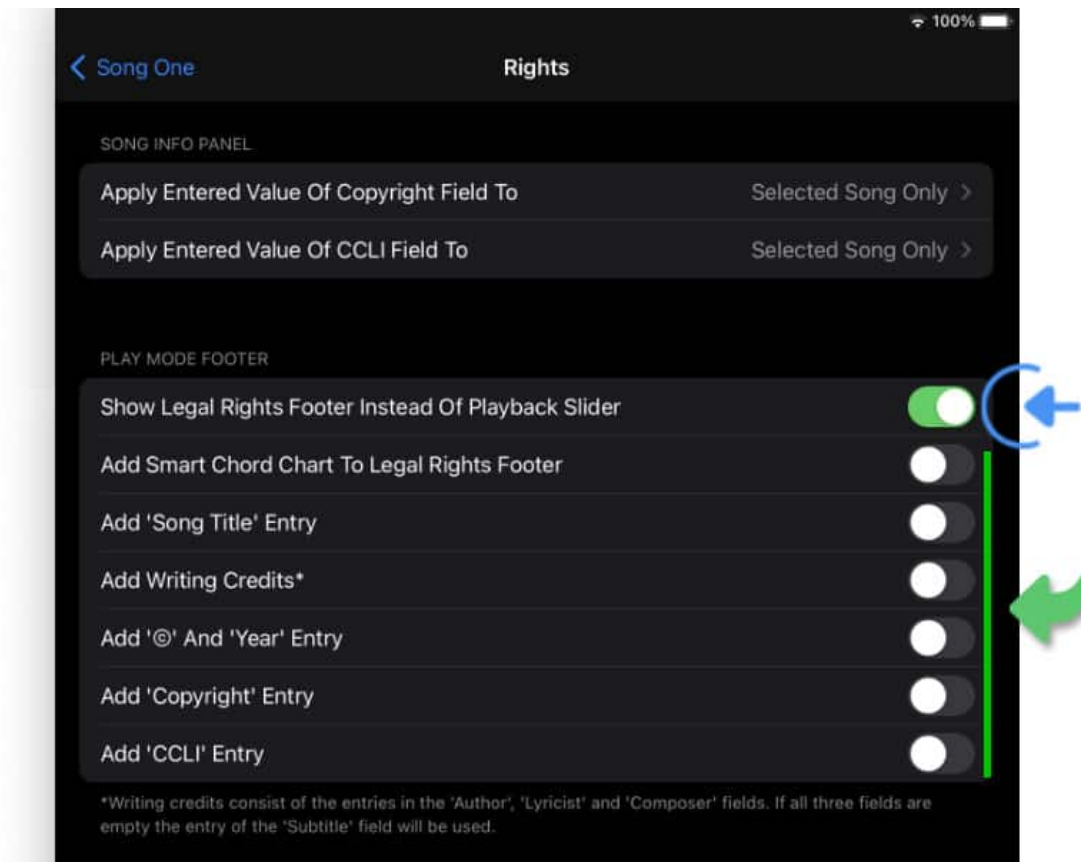 100%
Song One
Rights
SONG INFO PANEL
Apply Entered Value Of Copyright Field To Selected Song Only
Apply Entered Value Of CCLI Field To Selected Song Only
PLAY MODE FOOTER
Show Legal Rights Footer Instead Of Playback Slider
Add Smart Chord Chart To Legal Rights Footer
Add 'Song Title' Entry
Add Writing Credits*
Add '©' And 'Year' Entry
Add 'Copyright' Entry
Add 'CCLI' Entry
*Writing credits consist of the entries in the 'Author', 'Lyricist' and 'Composer' fields. If all three fields are
empty the entry of the 'Subtitle' field will be used.